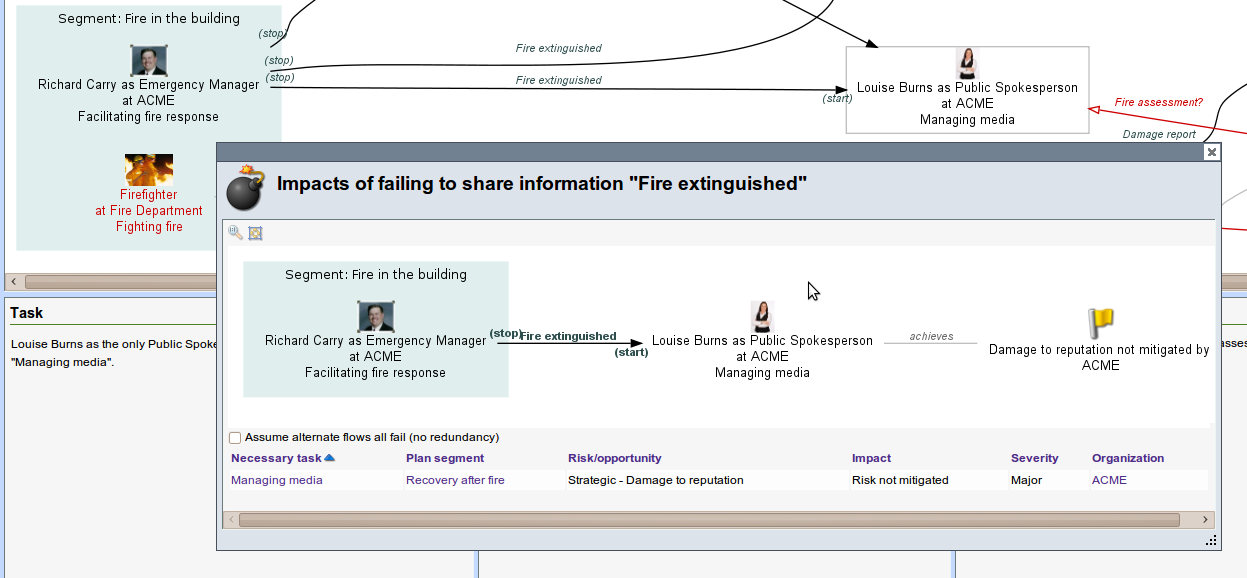 Segment: Fire in the building
(stop)
Fire extinguished
(stop)
(stop)
Fire extinguished
Richard Carry as Emergency Manager
at ACME
Facilitating fire response
(start)
Louise Burns as Public Spokesperson
at ACME
Managing media
Fire assessment?
Damage report
Firefighter
at Fire Department
Fighting fire
Impacts of failing to share information "Fire extinguished"
Segment: Fire in the building
(stop)
Fire extinguished
(start)
Richard Carry as Emergency Manager
at ACME
Facilitating fire response
Louise Burns as Public Spokesperson
at ACME
Managing media
achieves
Damage to reputation not mitigated by
ACME
Task
Louise Burns as the only Public Spoke
"Managing media".
Assume alternate flows all fail (no redundancy)
Necessary task Plan segment Risk/opportunity Impact Severity Organization
Managing media Recovery after fire Strategic - Damage to reputation Risk not mitigated Major ACME